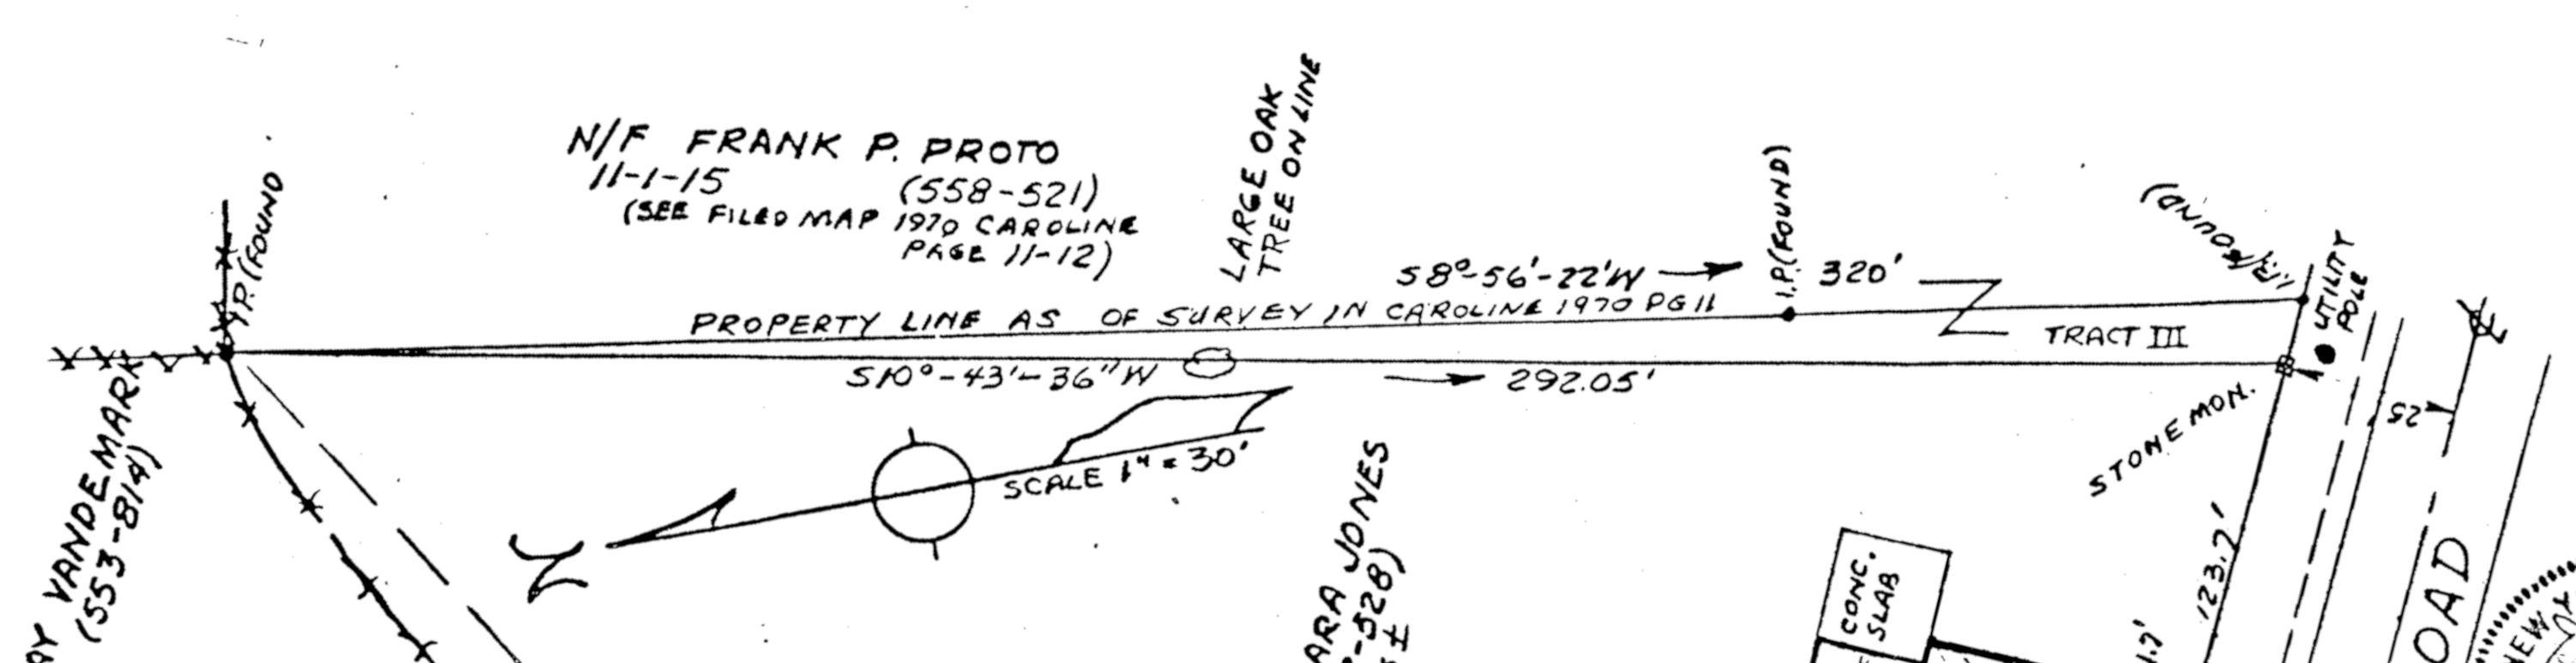 N/F FRANK P. PROTO
11-1-15 (558-521)
(SEE FILED MAP 1970 CAROLINE
PAGE 11-12)
LARGE OAK
TREE ON LINE
I.P.(FOUND
I.P.(FOUND)
S8°-56'-22'W
320'
I.R.(FOUND)
UTILITY
POLE
PROPERTY LINE AS OF SURVEY IN CAROLINE 1970 PG 11
TRACT III
S10°-43'-36"W
292.05'
STONE MON.
25
SCALE 1" = 30'
N
VANDEMARK
(553-814)
ARA JONES
-528)
±
CONC.
SLAB
123.7'
1.7'
OAD
NEW